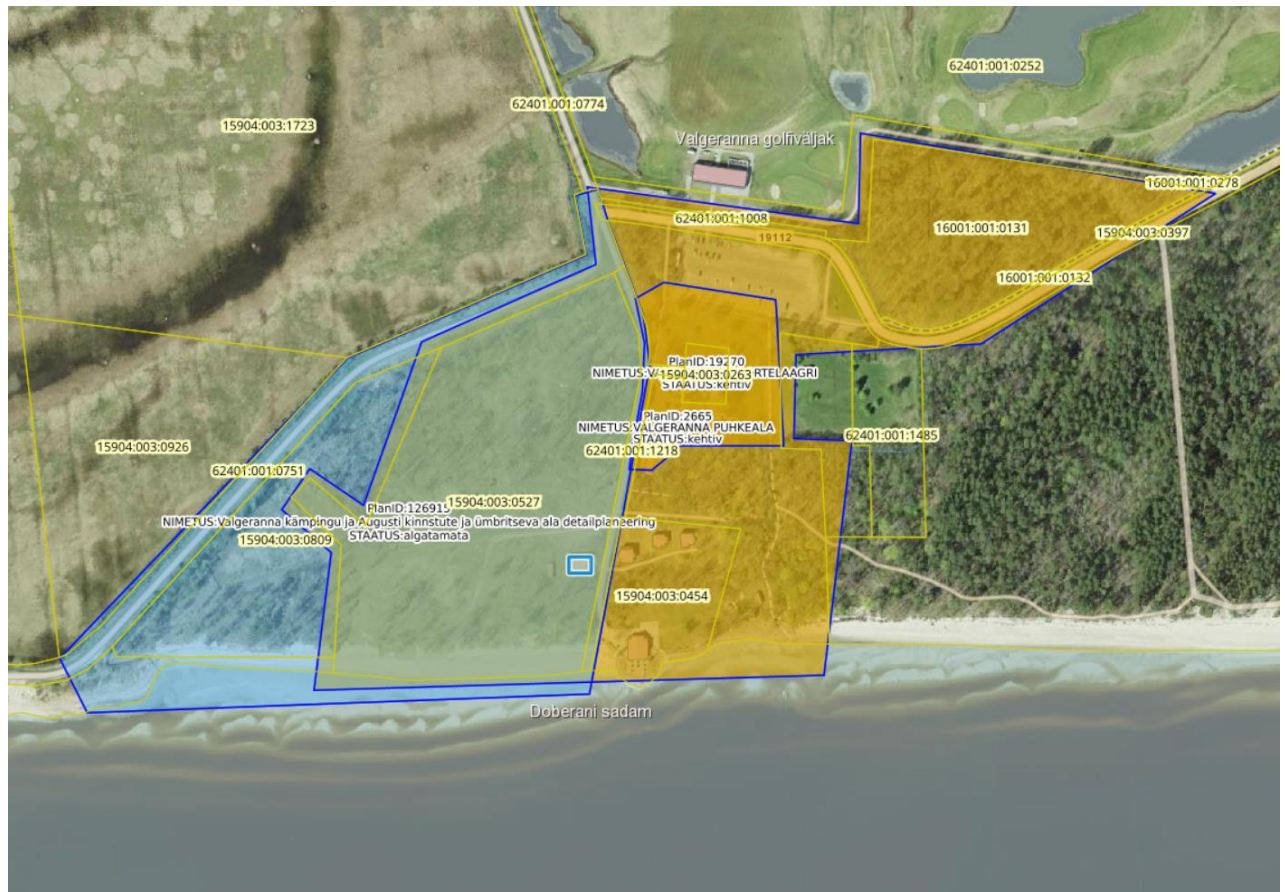 62401:001:0252
62401:001:0774
15904:003:1723
Valgeranna golfiväljak
16001:001:0278
62401:001:1008
16001:001:0131
15904:003:0397
19112
16001:001:0132
PlanID:19270
NIMETUS:V
15904:003:0263
RTELAAGRI
STAATUS:kehtiv
PlanID:2665
NIMETUS:VALGERANNA PUHKEALA
STAATUS:kehtiv
62401:001:1485
15904:003:0926
62401:001:1218
62401:001:0751
15904:003:0527
PlanID:126915
NIMETUS:Valgeranna kämpingu ja Augusti kinnstute ja ümbritseva ala detailplaneering
STAATUS:algatamata
15904:003:0809
15904:003:0454
Doberani sadam